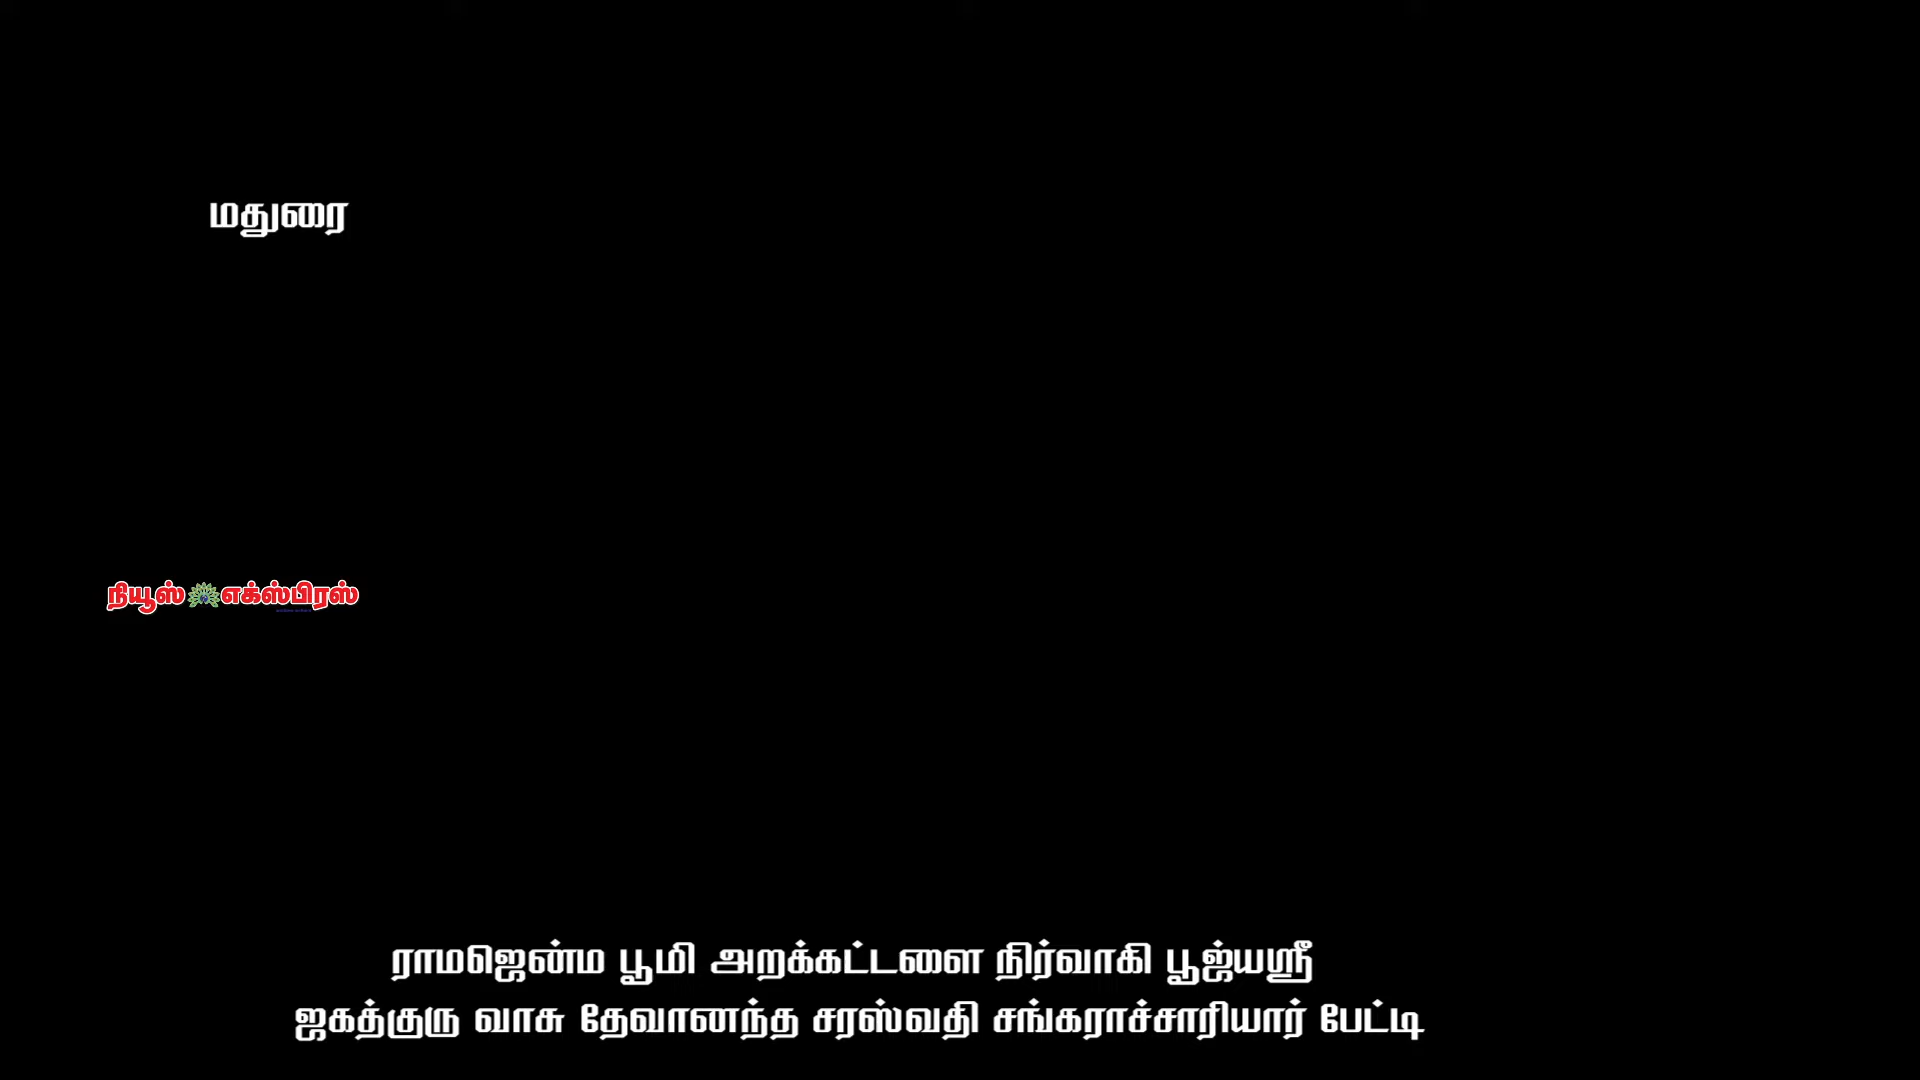 மதுரை
நியூஸ் எக்ஸ்பிரஸ்
ராமஜென்ம பூமி அறக்கட்டளை நிர்வாகி பூஜ்யஸ்ரீ
ஜகத்குரு வாசு தேவானந்த சரஸ்வதி சங்கராச்சாரியார் பேட்டி